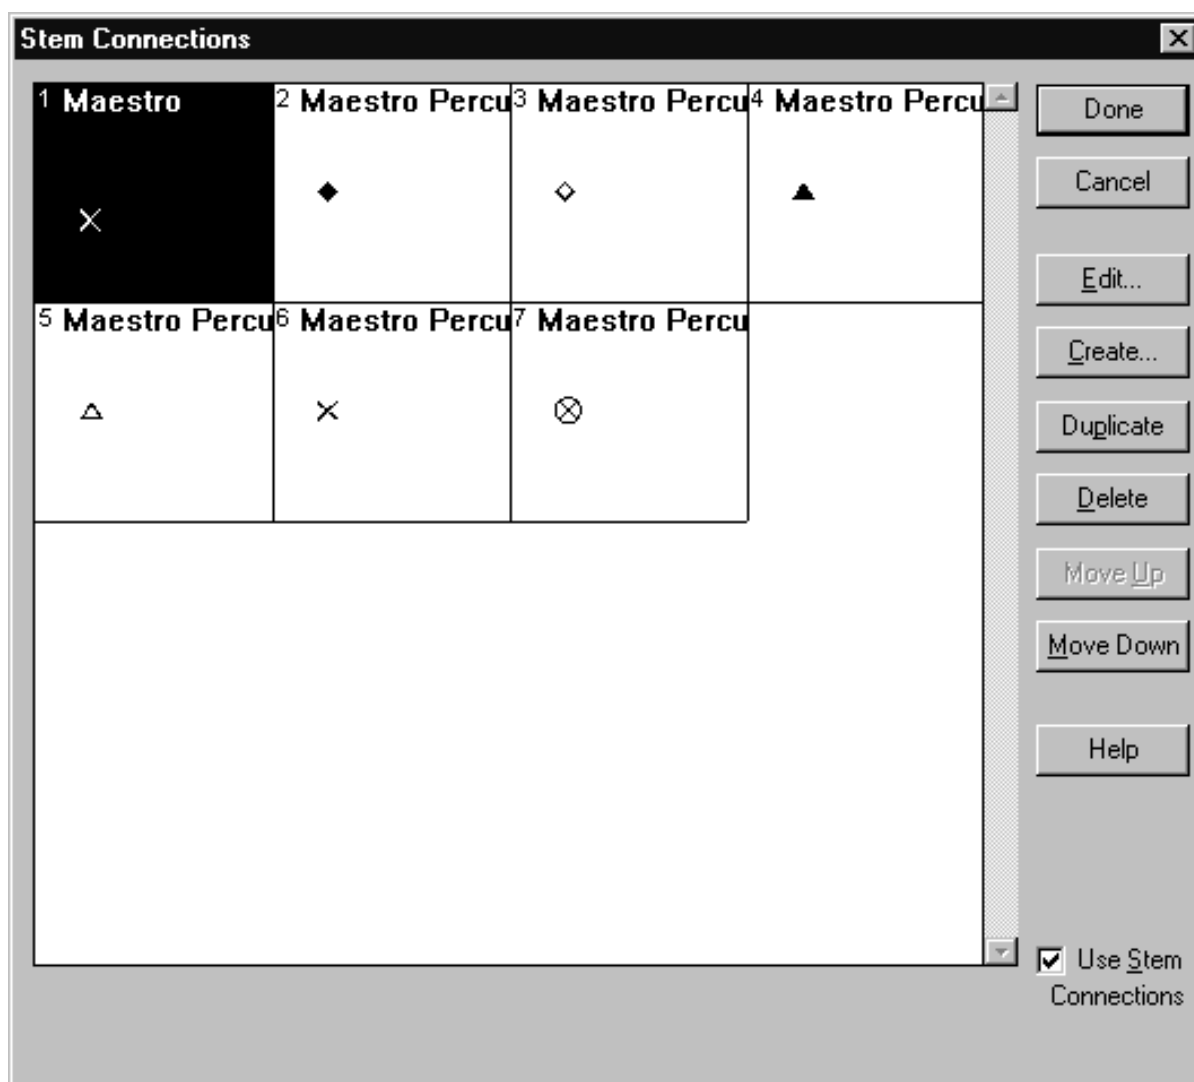 Stem Connections
1 Maestro
2 Maestro Percu
3 Maestro Percu
4 Maestro Percu
5 Maestro Percu
6 Maestro Percu
7 Maestro Percu
Done
Cancel
Edit...
Create...
Duplicate
Delete
Move Up
Move Down
Help
Use Stem
Connections